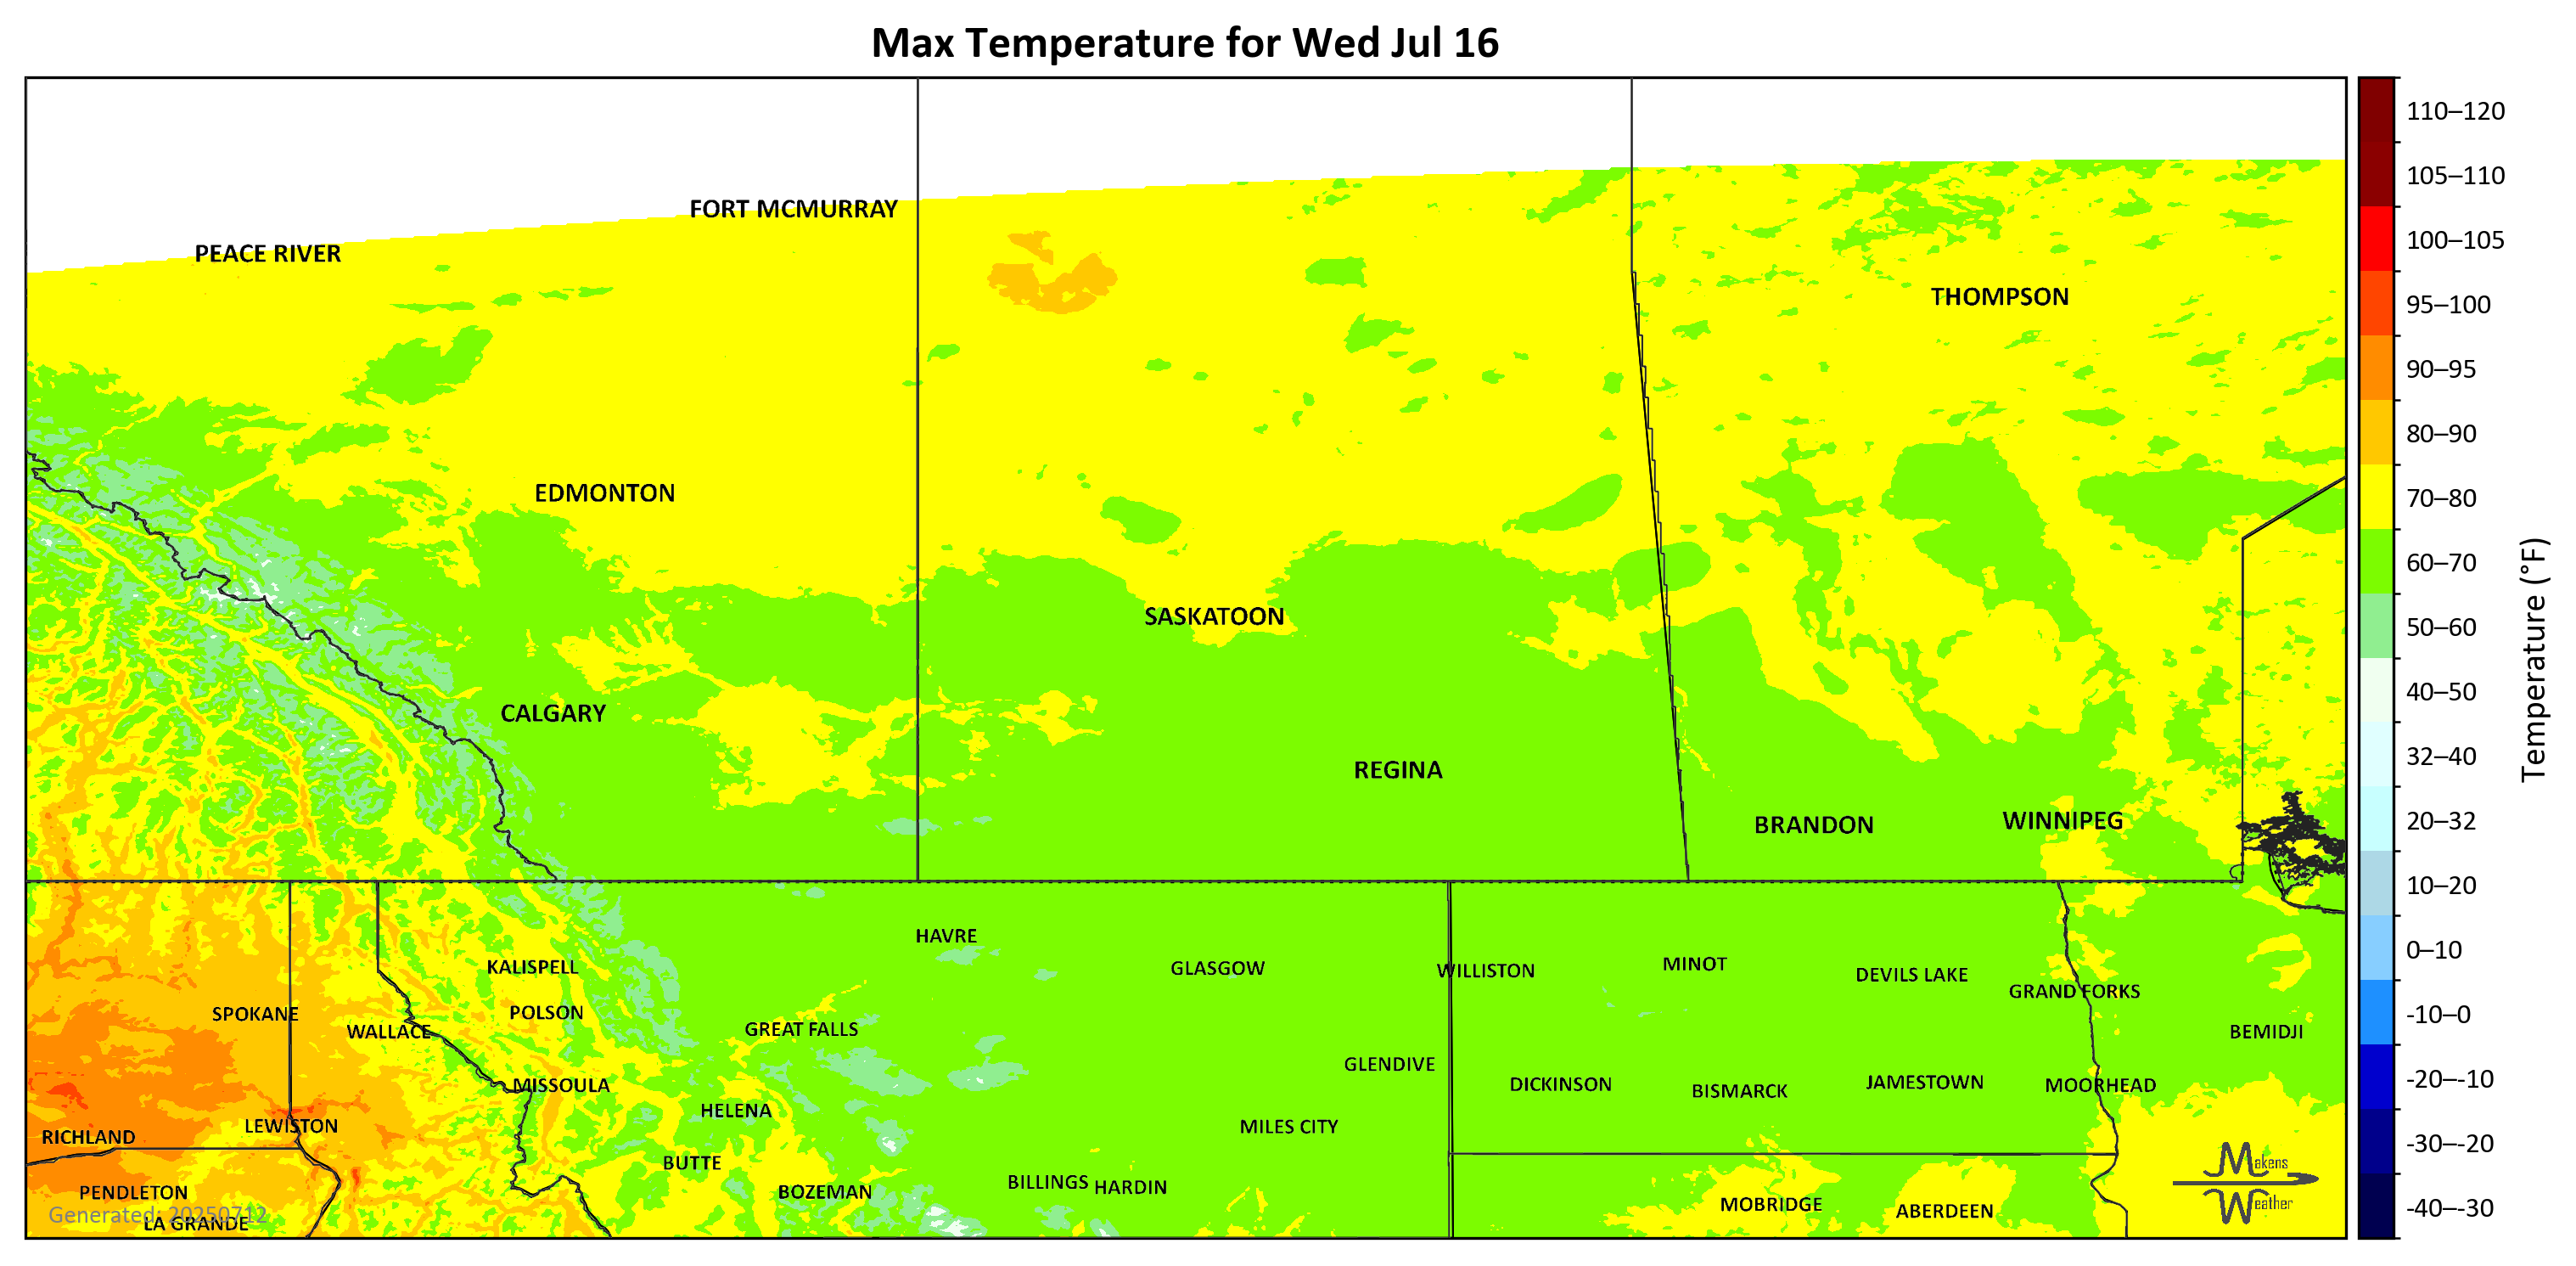 Max Temperature for Wed Jul 16
110–120
105–110
FORT MCMURRAY
100–105
PEACE RIVER
THOMPSON
95–100
90–95
80–90
EDMONTON
70–80
60–70
SASKATOON
50–60
Temperature (°F)
CALGARY
40–50
REGINA
32–40
BRANDON
WINNIPEG
20–32
10–20
HAVRE
0–10
KALISPELL
GLASGOW
WILLISTON
MINOT
DEVILS LAKE
GRAND FORKS
SPOKANE
POLSON
-10–0
WALLACE
GREAT FALLS
BEMIDJI
GLENDIVE
-20–-10
MISSOULA
DICKINSON
BISMARCK
JAMESTOWN
MOORHEAD
HELENA
LEWISTON
MILES CITY
RICHLAND
-30–-20
BUTTE
Makens
PENDLETON
BOZEMAN
BILLINGS
HARDIN
Weather
MOBRIDGE
ABERDEEN
-40–-30
Generated: 20250712
LA GRANDE